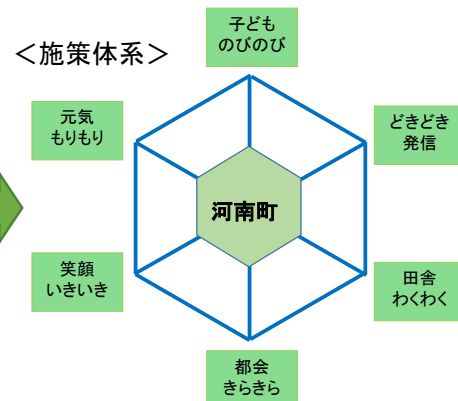 ＜施策体系＞
子ども
のびのび
元気
もりもり
どきどき
発信
河南町
笑顔
いきいき
田舎
わくわく
都会
きらきら